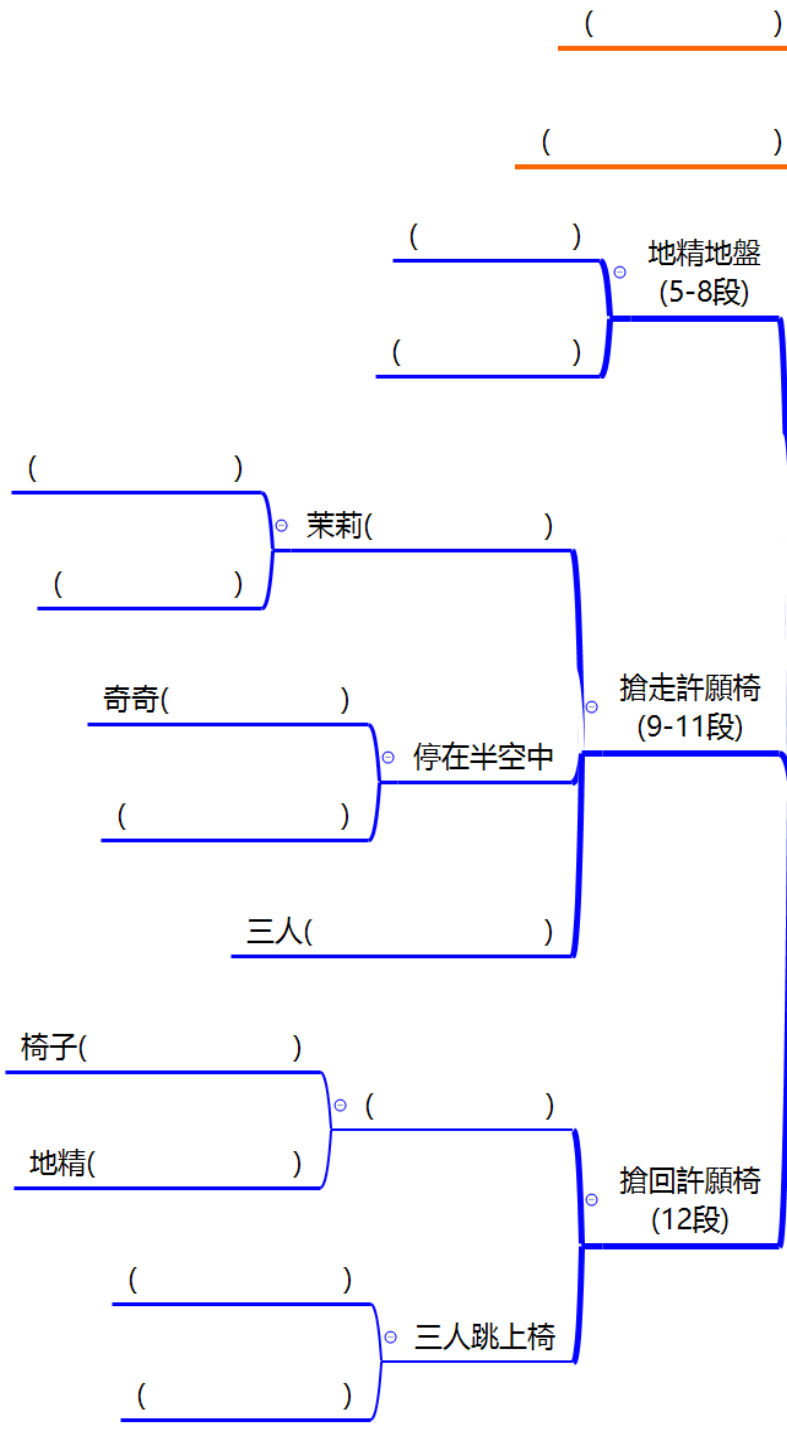 (                )
(                )
(                )
地精地盤
(5-8段)
(                )
(                )
茉莉(                )
(                )
奇奇(                )
搶走許願椅
(9-11段)
停在半空中
(                )
三人(                )
椅子(                )
(                )
地精(                )
搶回許願椅
(12段)
(                )
三人跳上椅
(                )